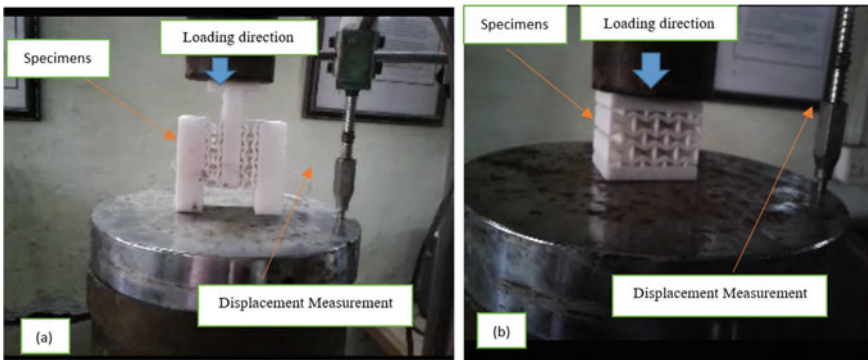 Specimens
Loading direction
Displacement Measurement
(a)
Specimens
Loading direction
Displacement Measurement
(b)